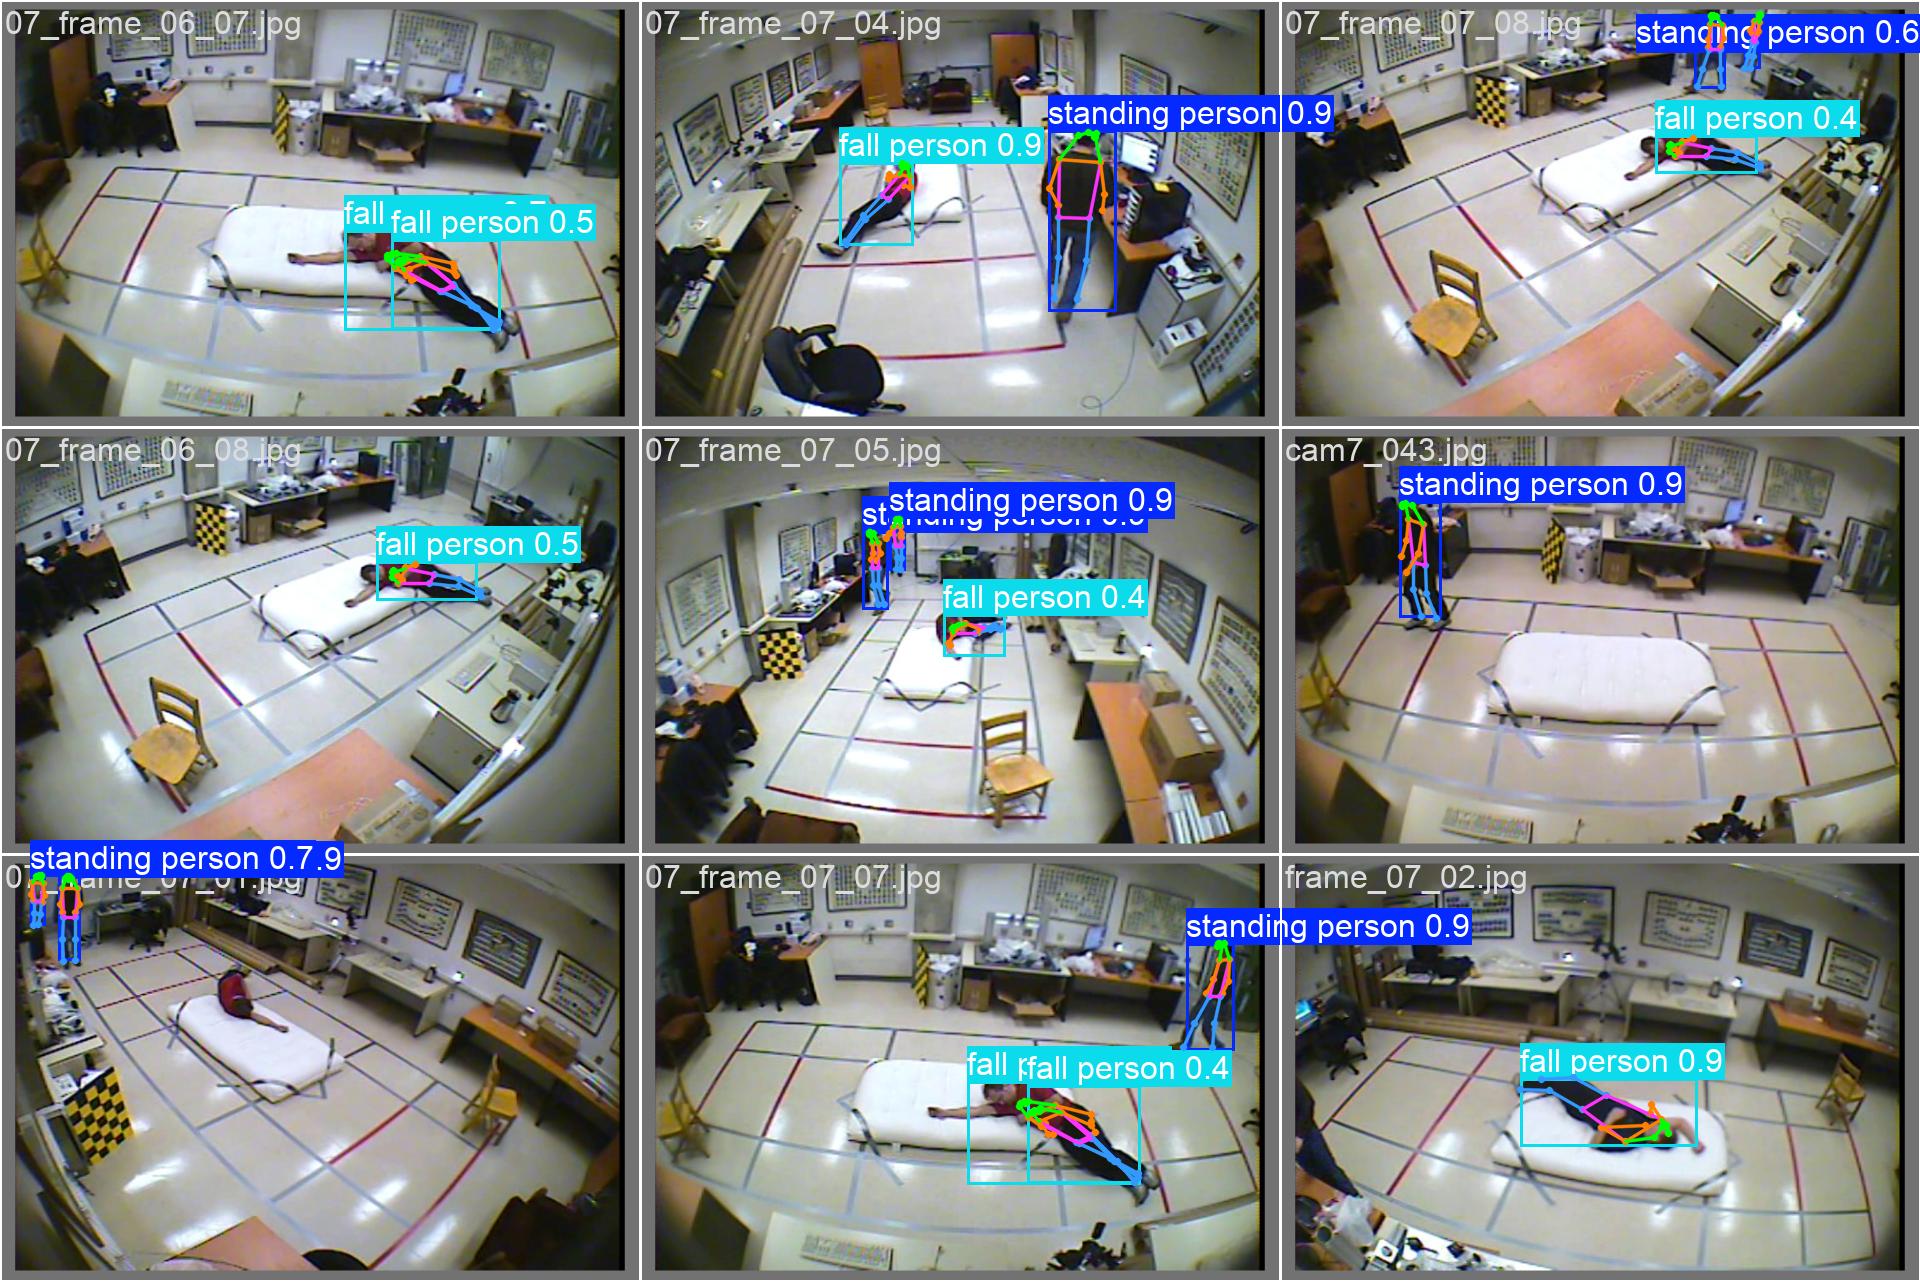 07_frame_06_07.jpg
fall
fall person 0.5
07_frame_07_04.jpg
fall person 0.9
standing person 0.9
07_frame_07_08.jpg
standing person 0.6
fall person 0.4
07_frame_06_08.jpg
fall person 0.5
07_frame_07_05.jpg
standing person 0.9
fall person 0.4
cam7_043.jpg
standing person 0.9
standing person 0.7.9
07_frame_07_07.jpg
standing person 0.9
fall
fall person 0.4
frame_07_02.jpg
fall person 0.9